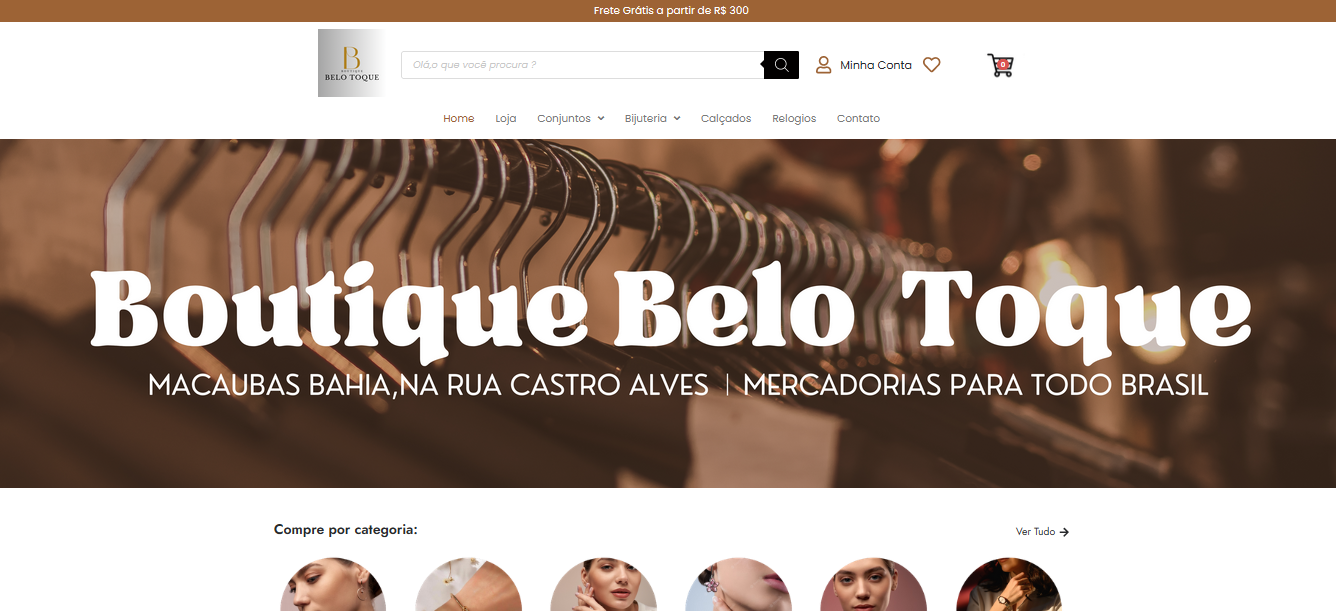 Frete Grátis a partir de R$ 300
B
BOUTIQUE
BELO TOQUE
Olá,o que você procura ?
Minha Conta
0
Home Loja Conjuntos Bijuteria Calçados Relogios Contato
Boutique Belo Toque
MACAUBAS BAHIA,NA RUA CASTRO ALVES | MERCADORIAS PARA TODO BRASIL
Compre por categoria:
Ver Tudo